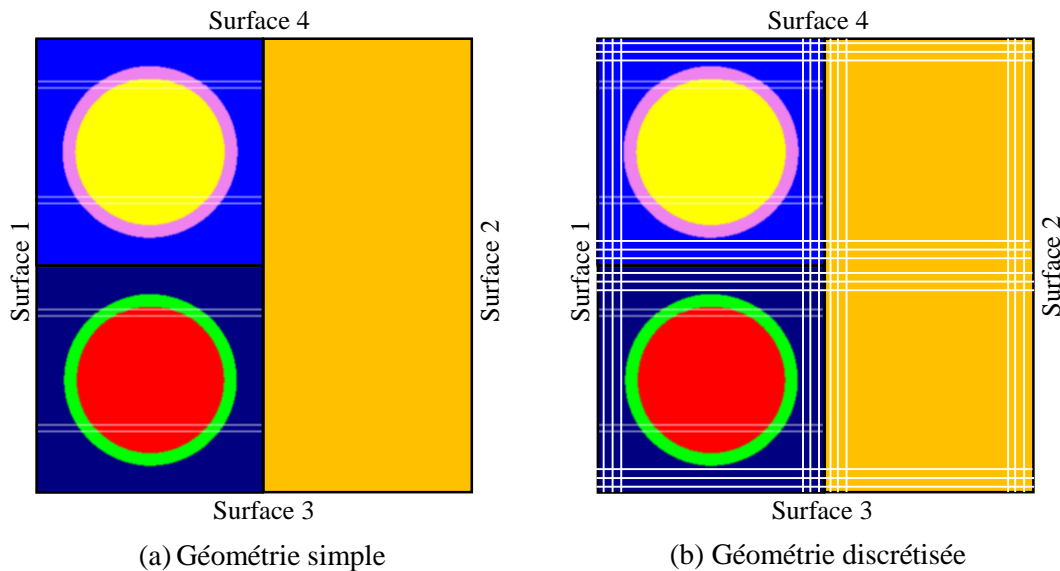 Surface 4
Surface 1
Surface 2
Surface 3
(a) Géométrie simple
Surface 4
Surface 1
Surface 2
Surface 3
(b) Géométrie discrétisée